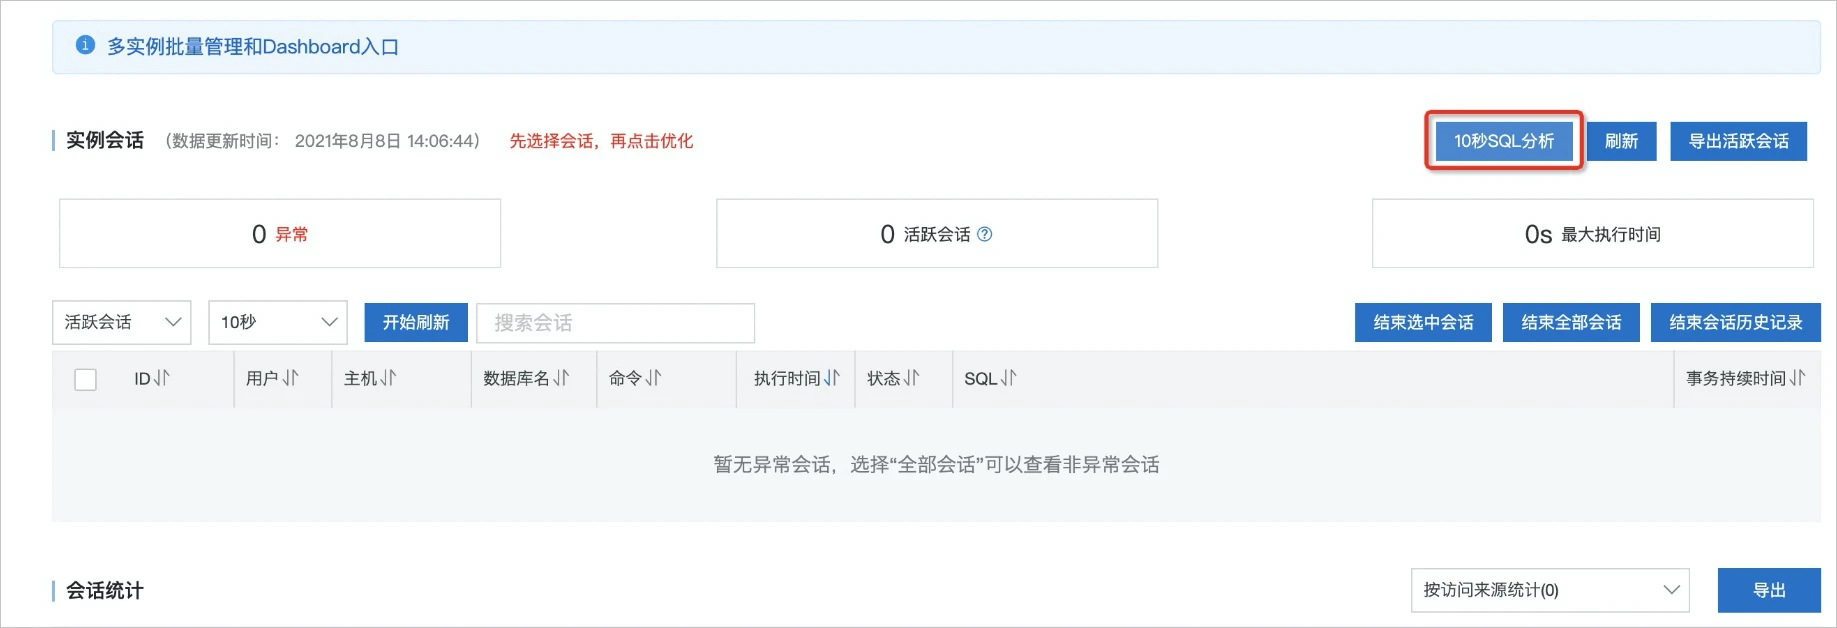 多实例批量管理和Dashboard入口
实例会话 (数据更新时间： 2021年8月8日 14:06:44) 先选择会话，再点击优化 10秒SQL分析 刷新 导出活跃会话
0 异常 0 活跃会话 0s 最大执行时间
活跃会话 10秒 开始刷新 搜索会话 结束选中会话 结束全部会话 结束会话历史记录
ID 用户 主机 数据库名 命令 执行时间 状态 SQL 事务持续时间
暂无异常会话，选择“全部会话”可以查看非异常会话
会话统计 按访问来源统计(0) 导出